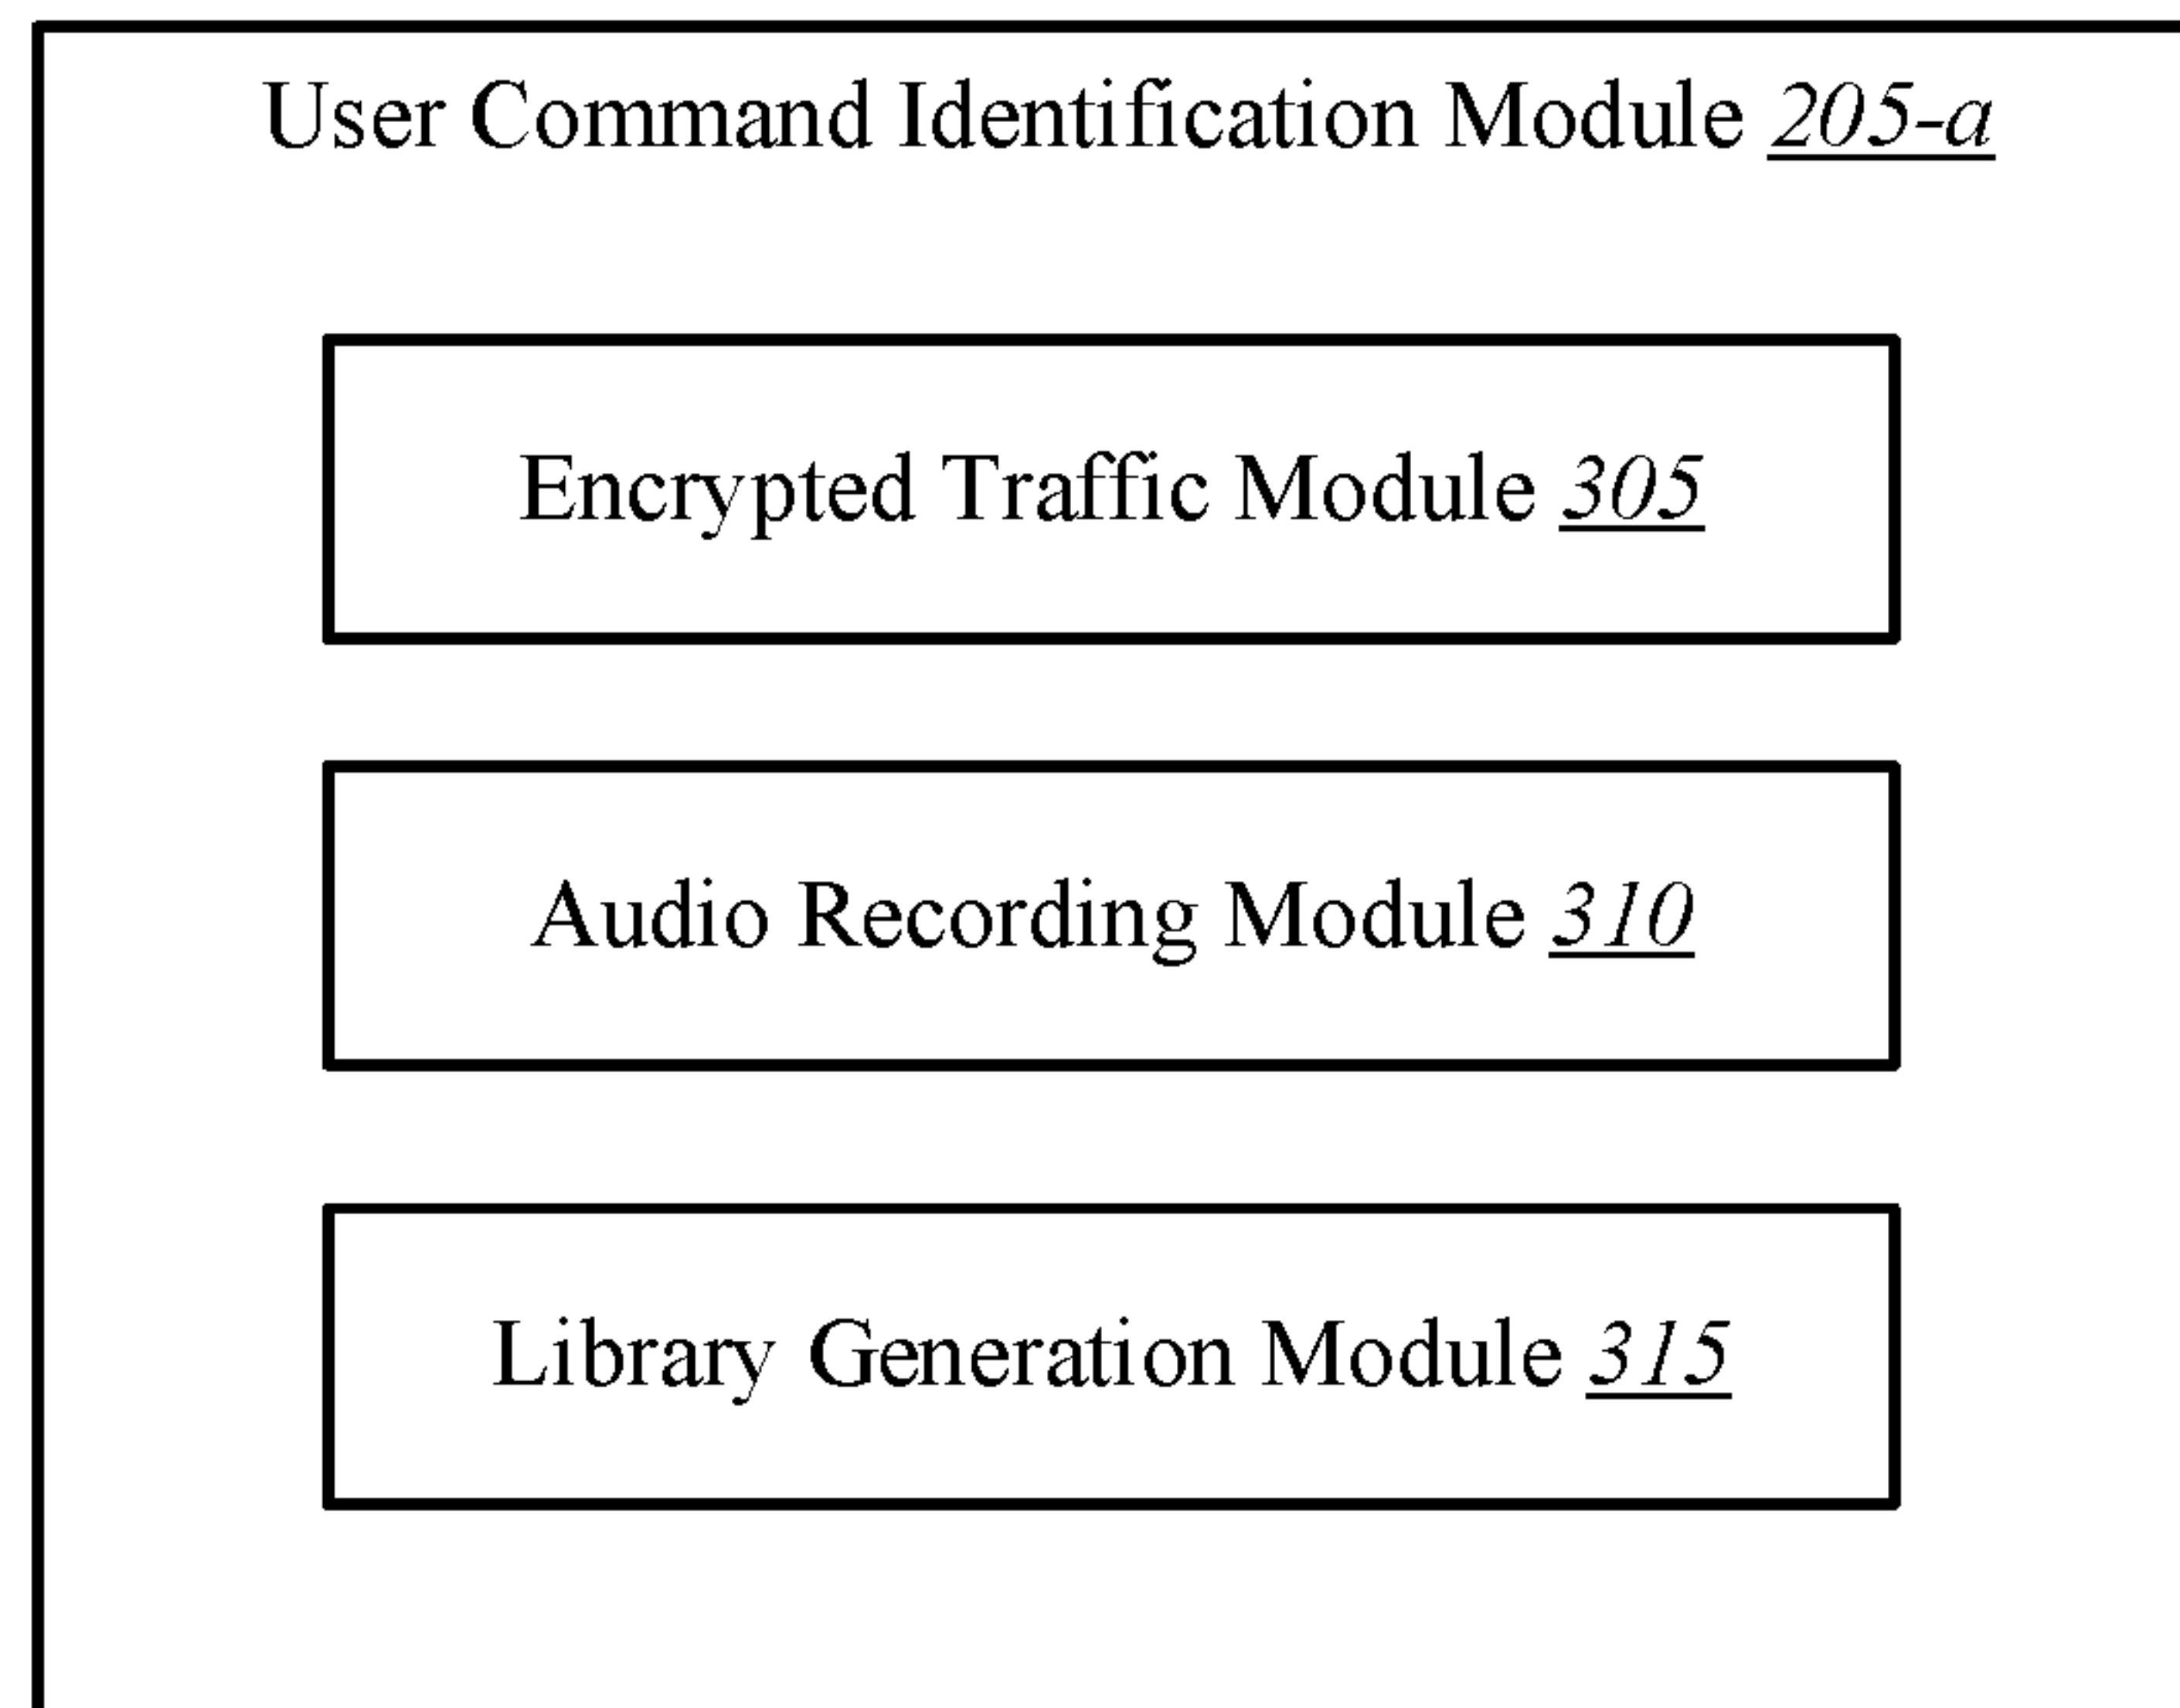 User Command Identification Module 205-a
Encrypted Traffic Module 305
Audio Recording Module 310
Library Generation Module 315